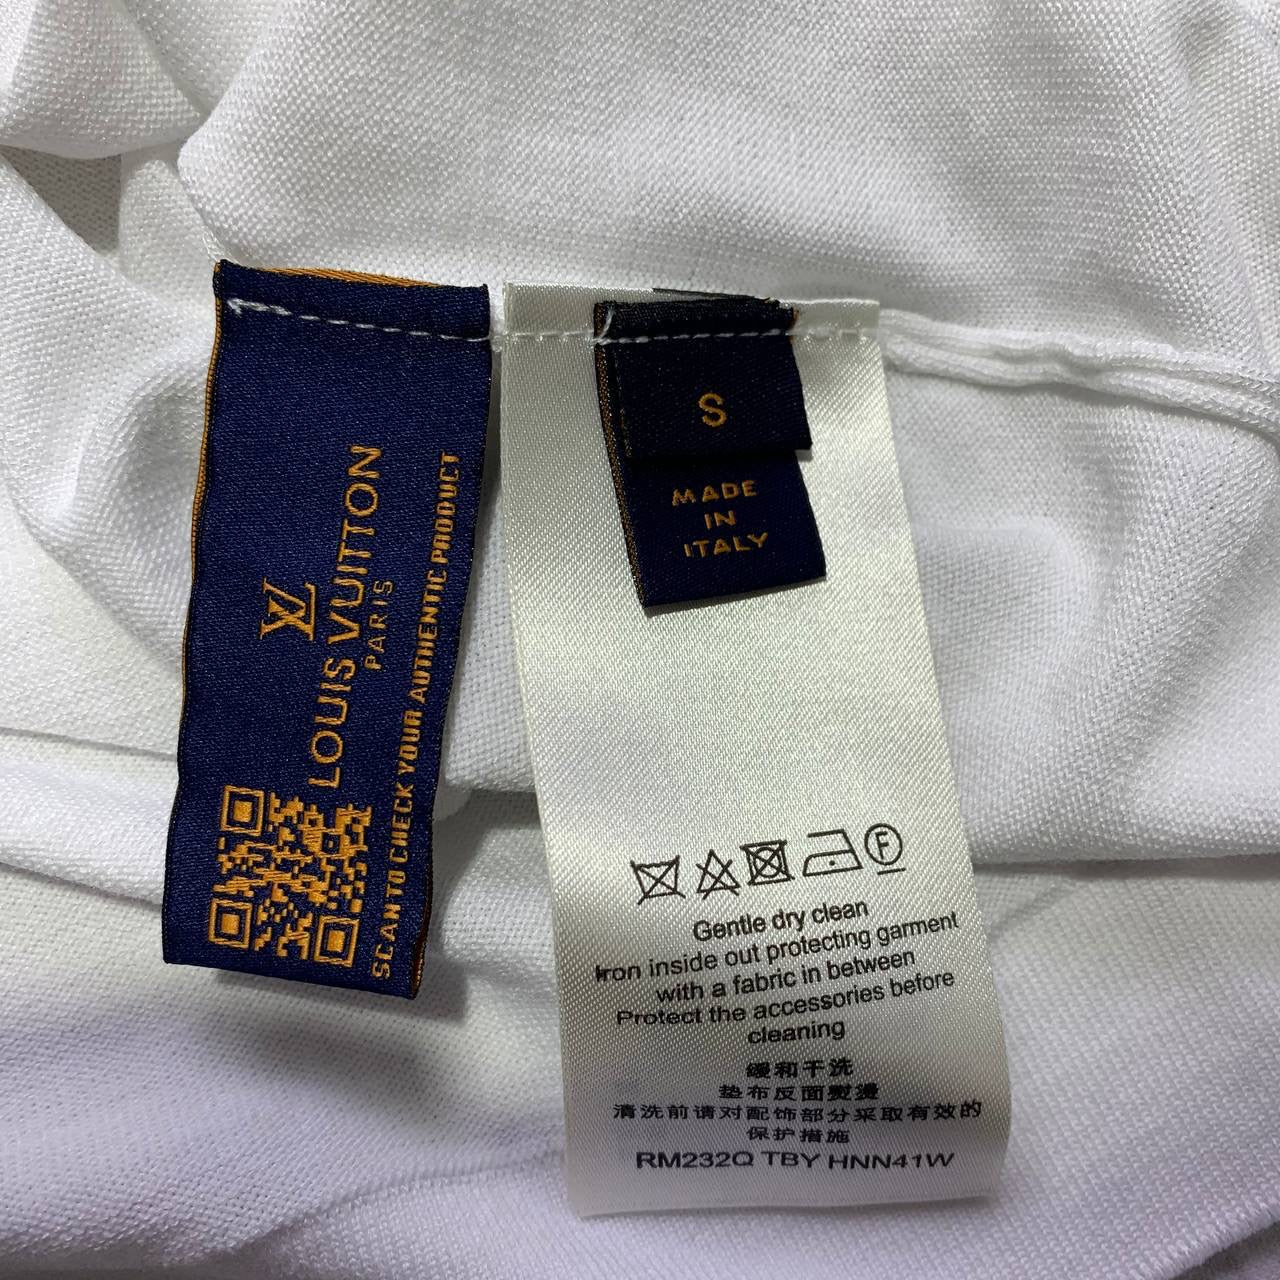 LOUIS VUITTON
PARIS
SCAN TO CHECK YOUR AUTHENTIC PRODUCT
S
MADE
IN
ITALY
F
Gentle dry clean
Iron inside out protecting garment
with a fabric in between
Protect the accessories before
cleaning
缓和干洗
垫布反面熨烫
清洗前请对配饰部分采取有效的
保护措施
RM232Q TBY HNN41W